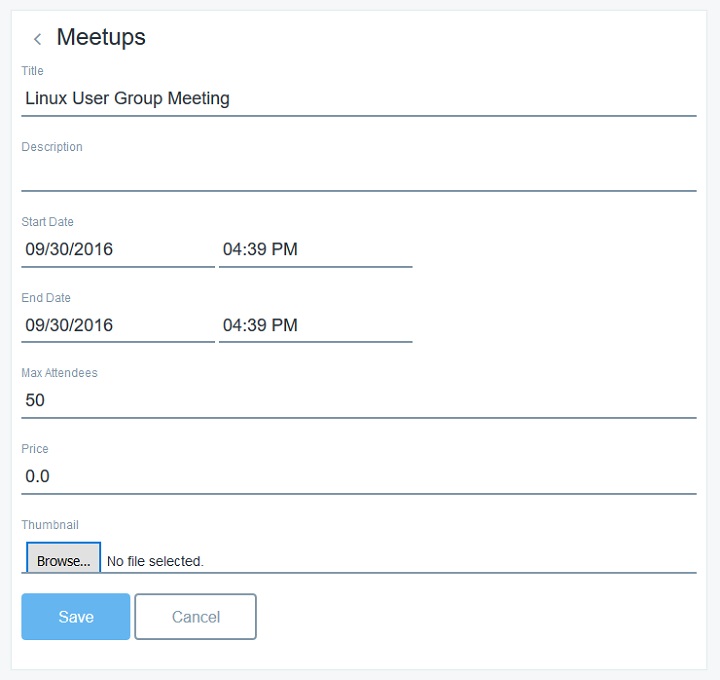 Meetups
Title
Linux User Group Meeting
Description
Start Date
09/30/2016 04:39 PM
End Date
09/30/2016 04:39 PM
Max Attendees
50
Price
0.0
Thumbnail
Browse... No file selected.
Save Cancel